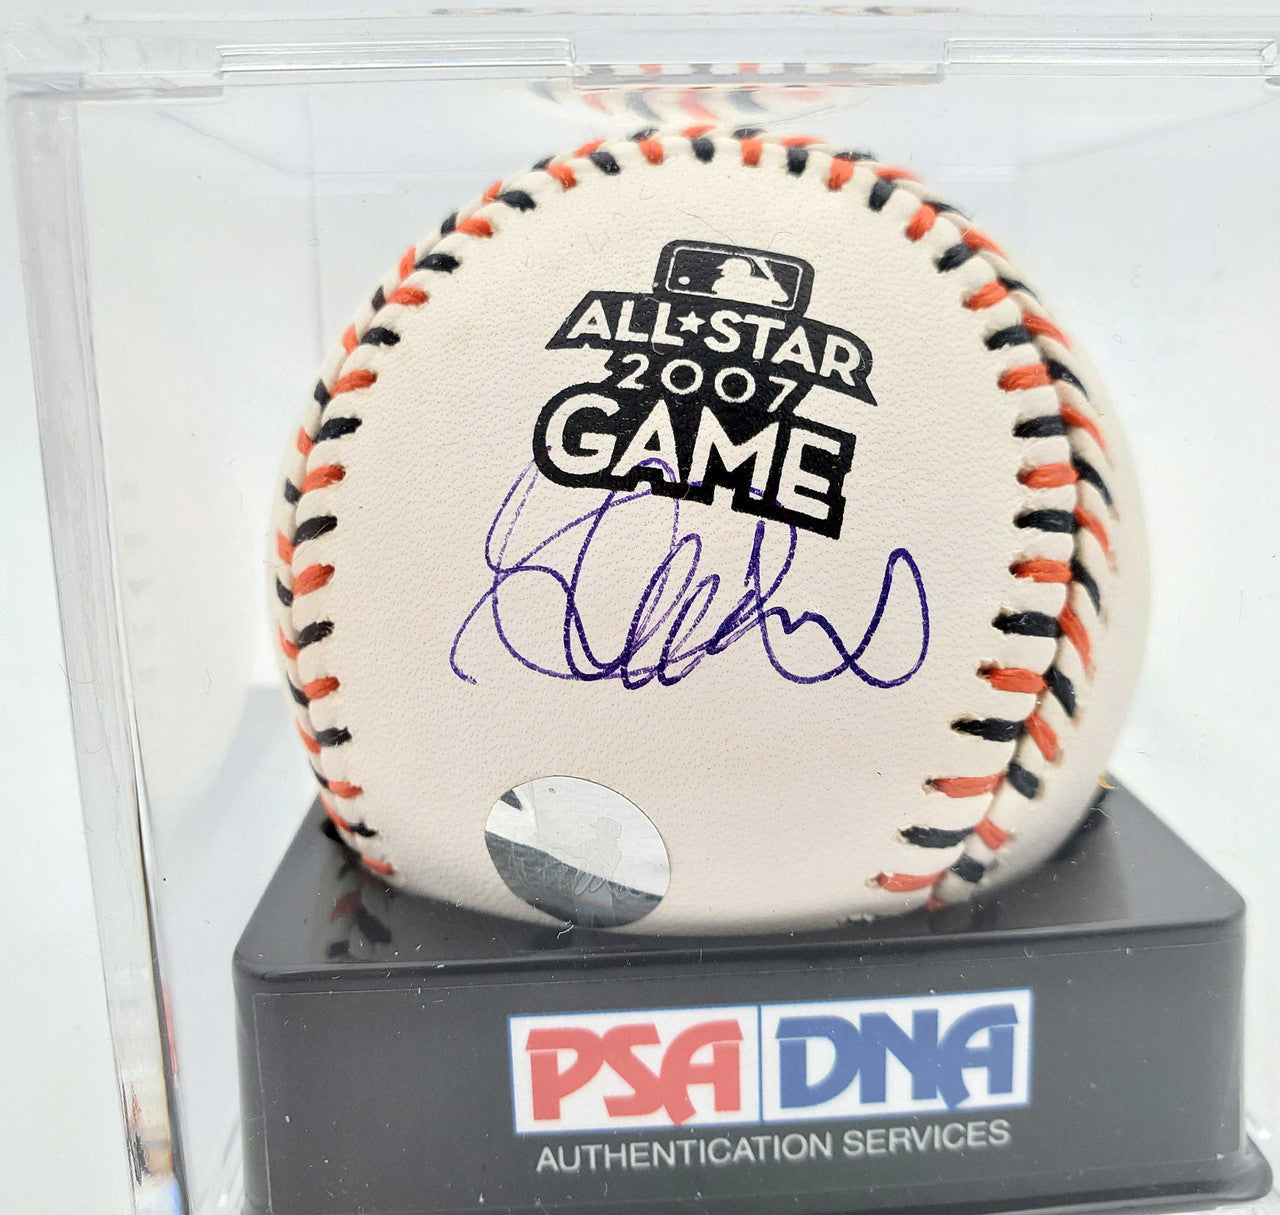 ALL★STAR
2007
GAME
PSA DNA
AUTHENTICATION SERVICES